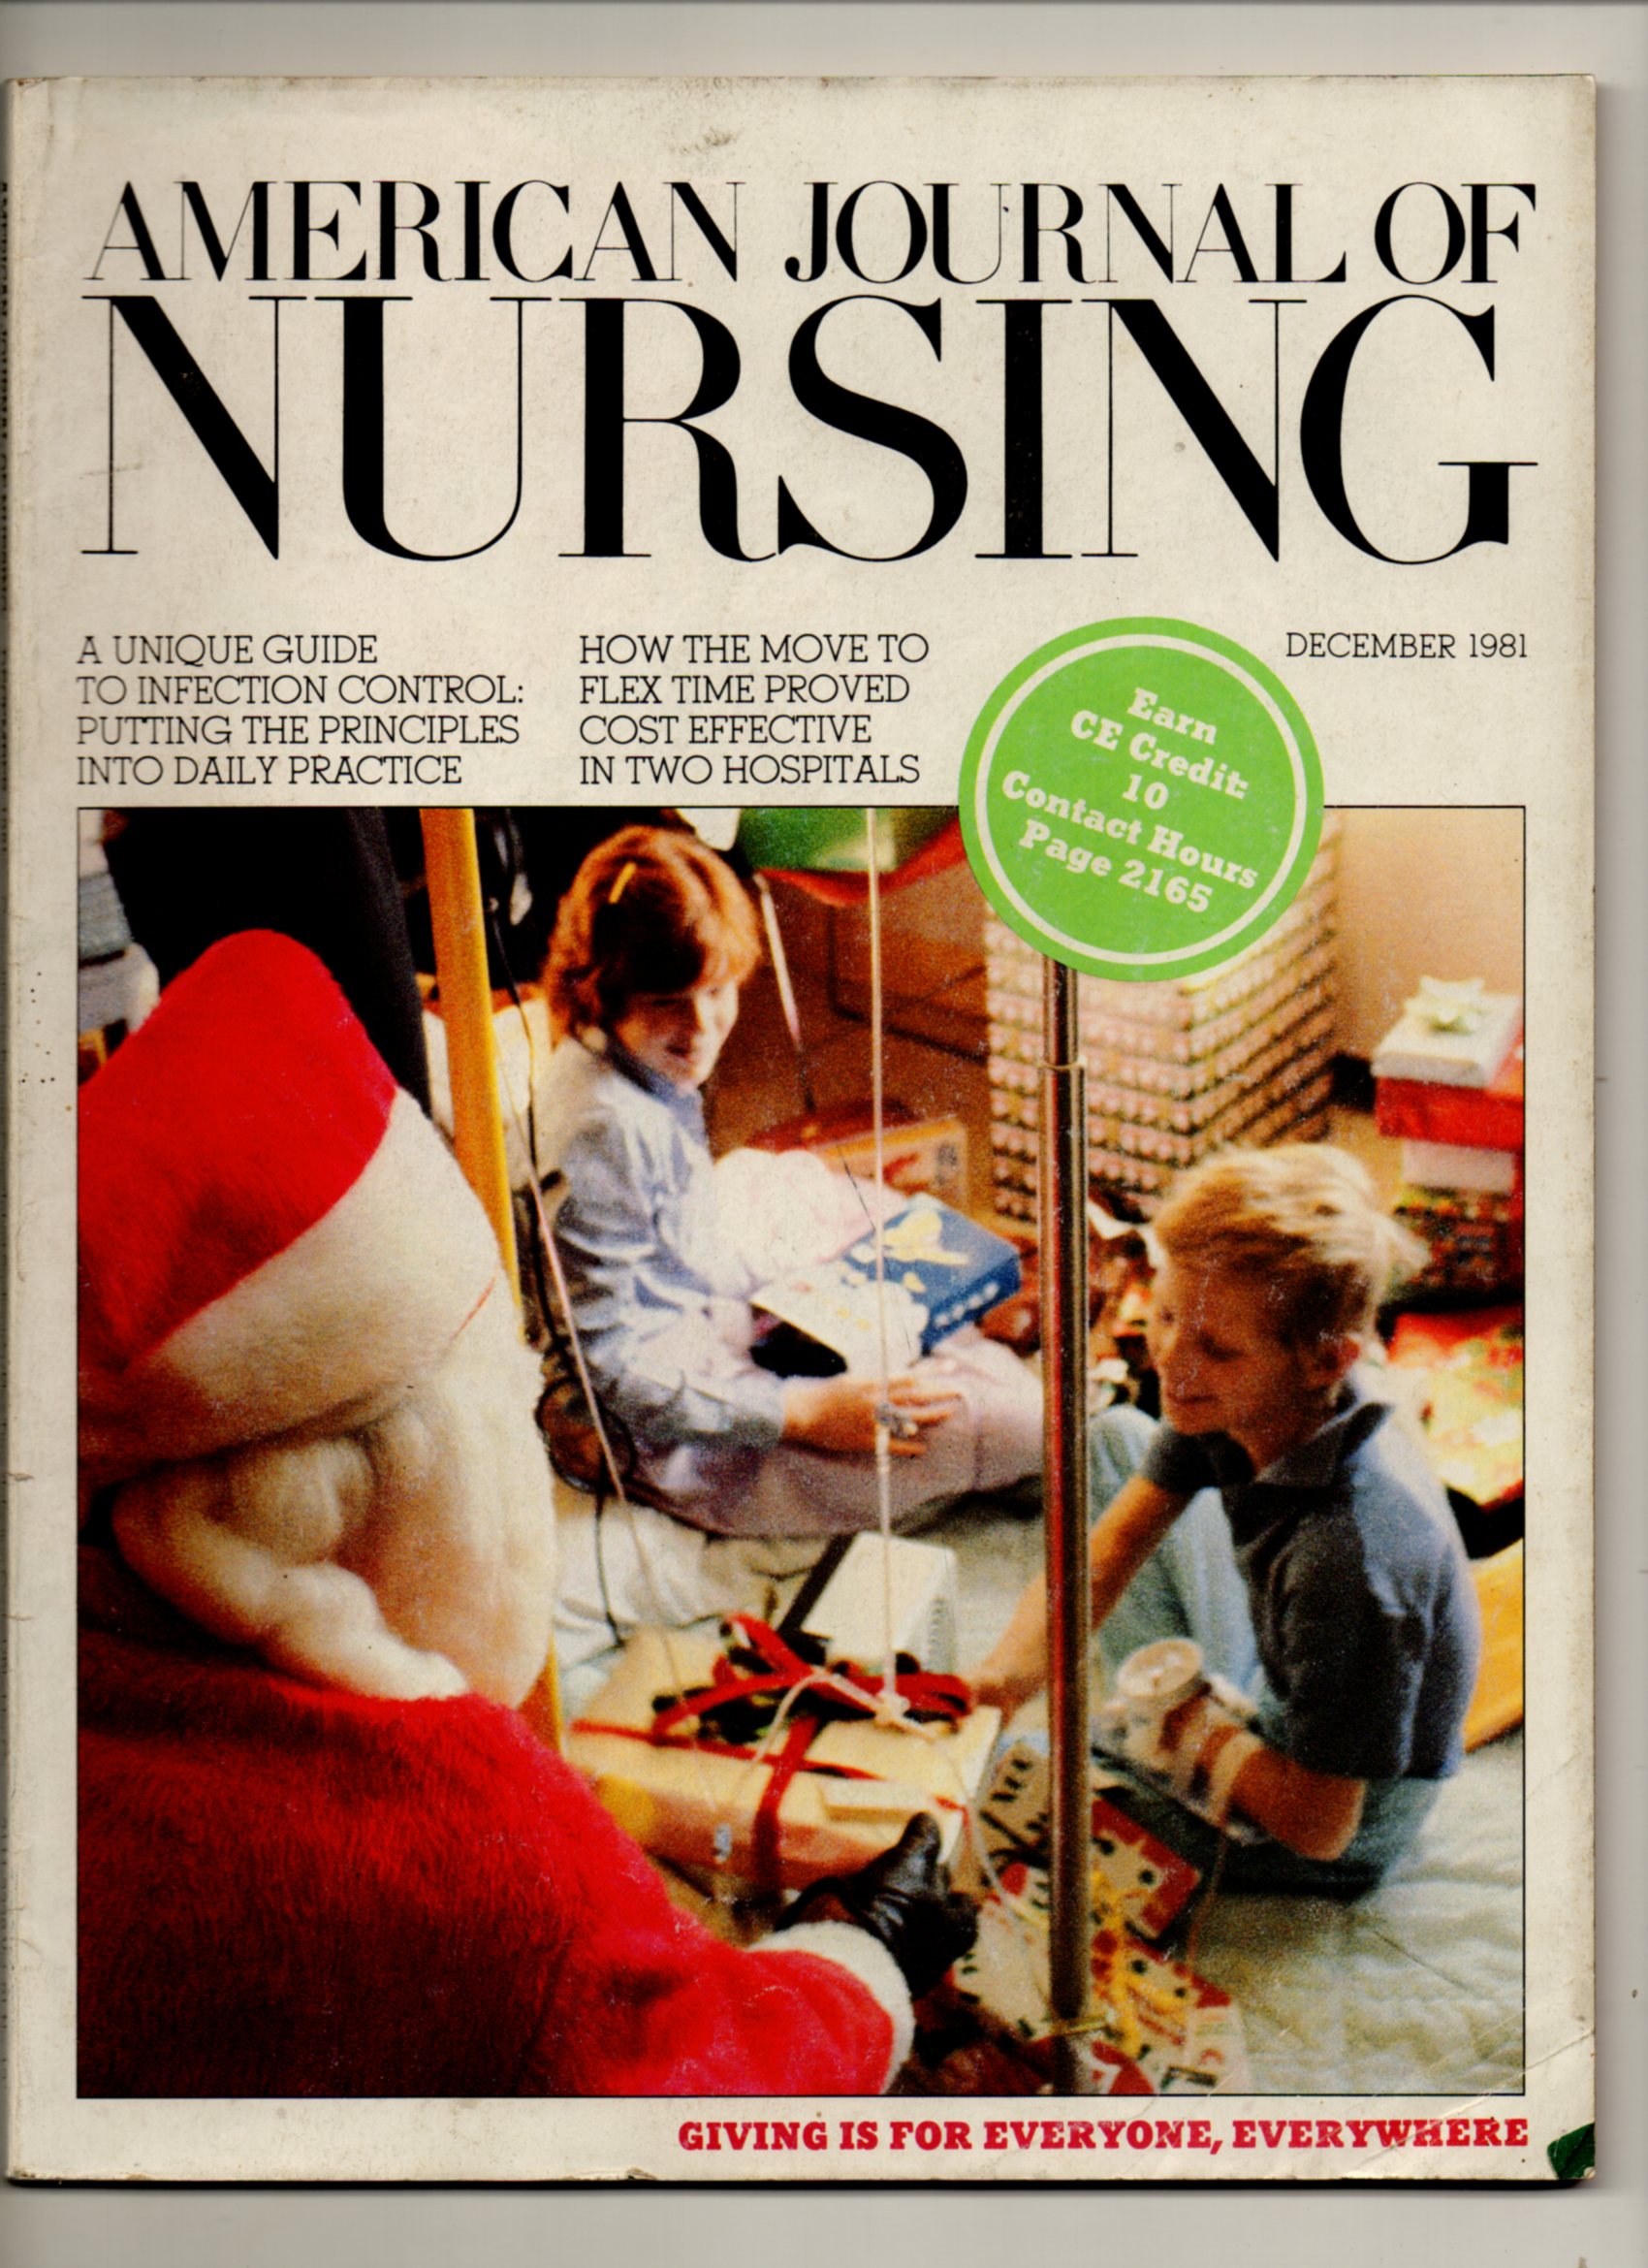 AMERICAN JOURNAL OF
NURSING
A UNIQUE GUIDE
TO INFECTION CONTROL:
PUTTING THE PRINCIPLES
INTO DAILY PRACTICE
HOW THE MOVE TO
FLEX TIME PROVED
COST EFFECTIVE
IN TWO HOSPITALS
Earn
CE Credit:
10
Contact Hours
Page 2165
DECEMBER 1981
GIVING IS FOR EVERYONE, EVERYWHERE